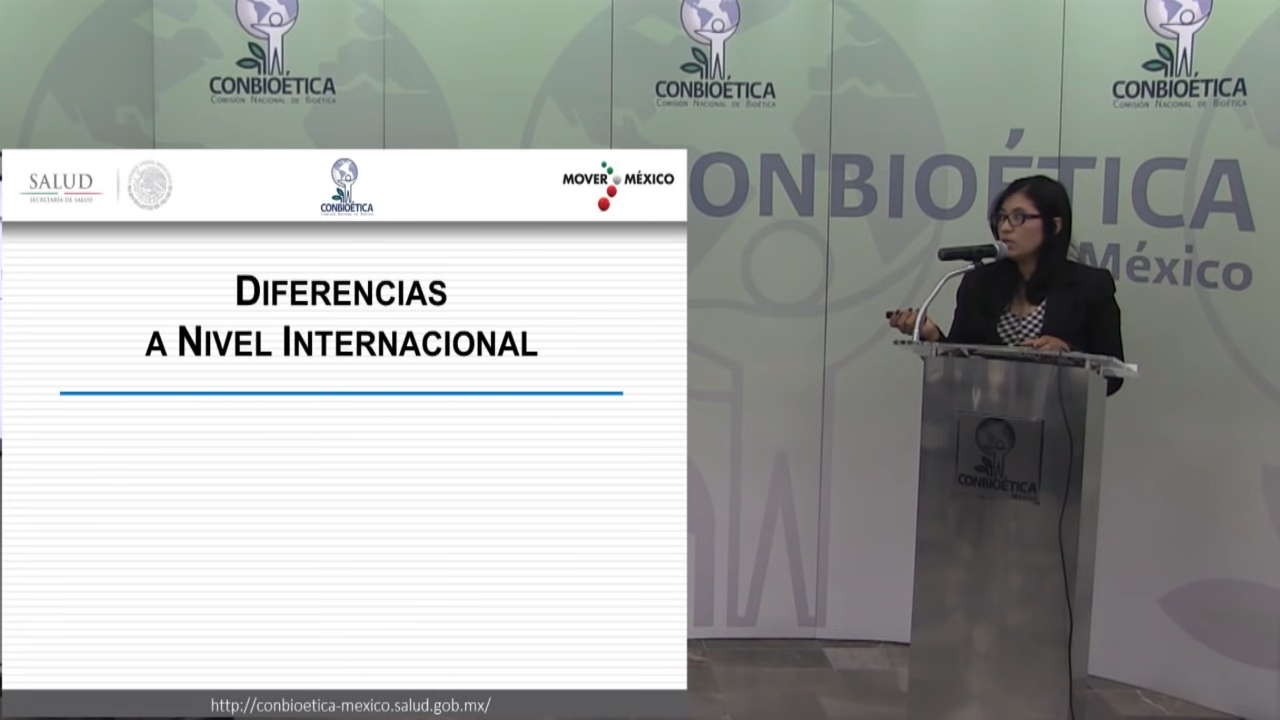 CONBIOÉTICA
COMISIÓN NACIONAL DE BIOÉTICA
CONBIOÉTICA
COMISIÓN NACIONAL DE BIOÉTICA
CONBIOÉTICA
COMISIÓN NACIONAL DE BIOÉTICA
SALUD
SECRETARÍA DE SALUD
CONBIOÉTICA
MOVER MÉXICO
DIFERENCIAS
A NIVEL INTERNACIONAL
http://conbioetica-mexico.salud.gob.mx/
ONBIOÉTICA
México
CONBIOÉTICA
México